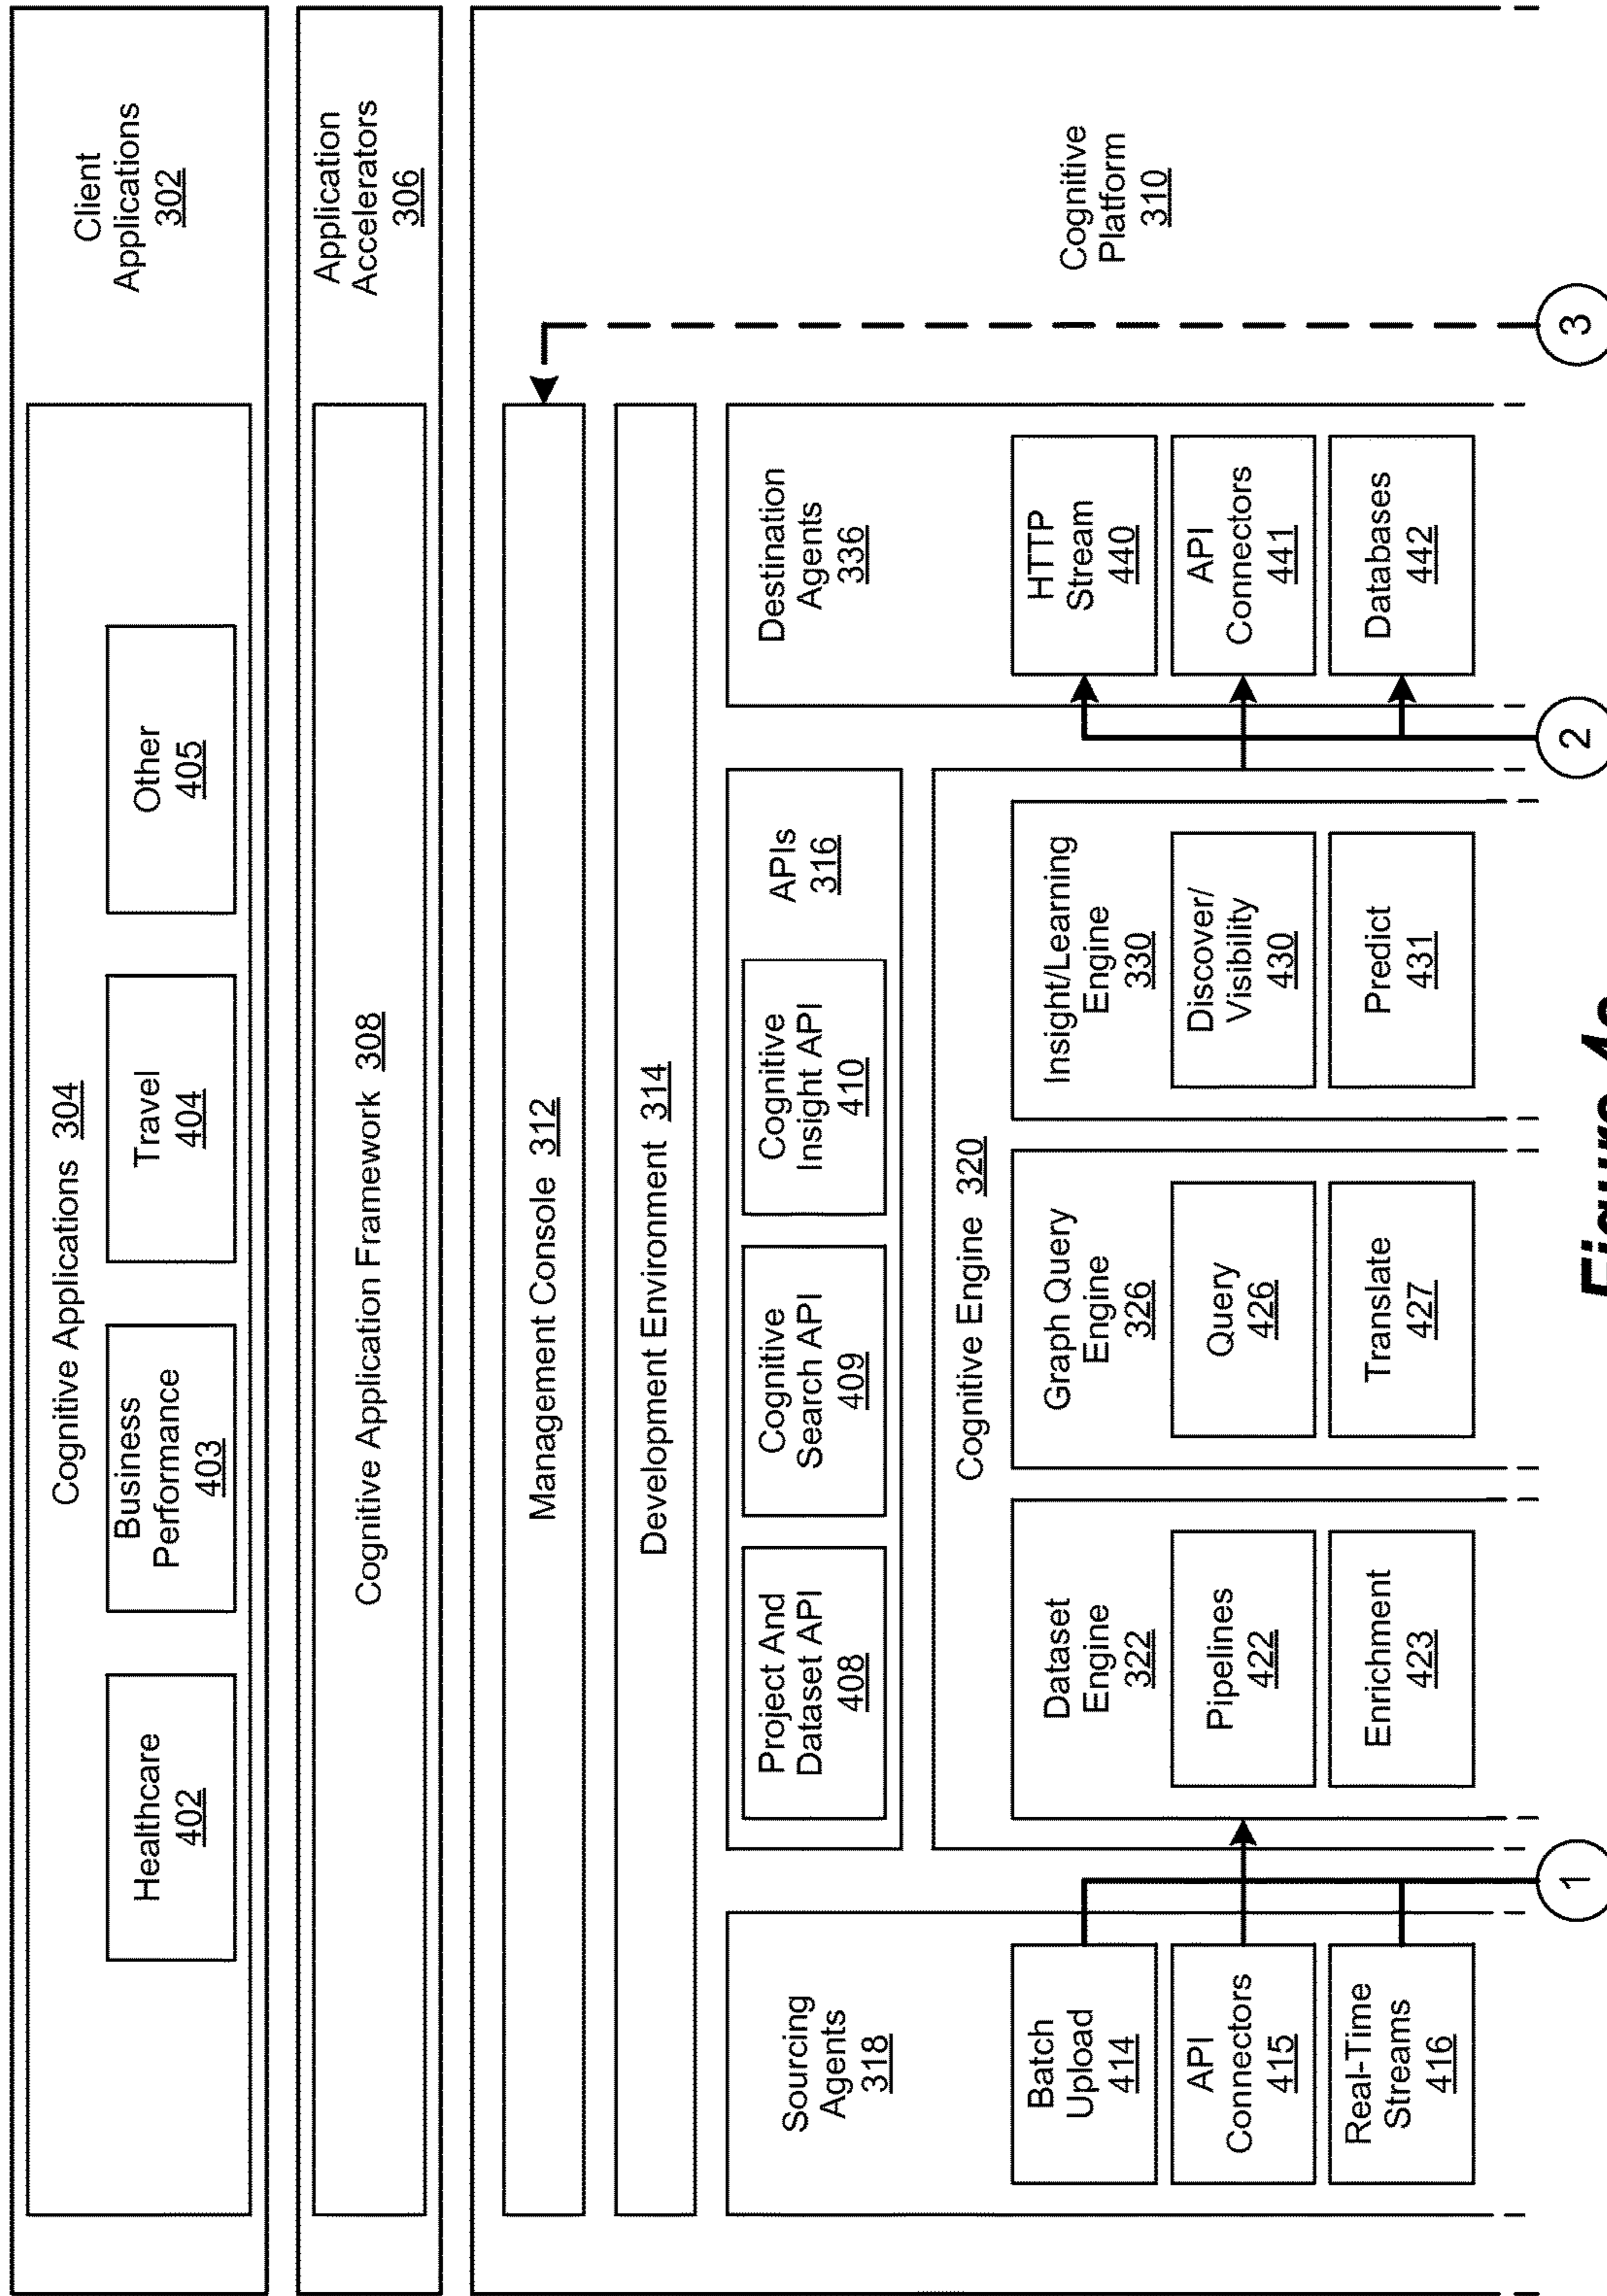 Client
Applications
302
Cognitive Applications 304
Healthcare
402
Business
Performance
403
Travel
404
Other
405
Application
Accelerators
306
Cognitive Application Framework 308
Cognitive
Platform
310
Management Console 312
Development Environment 314
Sourcing
Agents
318
Batch
Upload
414
API
Connectors
415
Real-Time
Streams
416
Project And
Dataset API
408
Cognitive
Search API
409
Cognitive
Insight API
410
APIs
316
Cognitive Engine 320
Dataset
Engine
322
Pipelines
422
Enrichment
423
Graph Query
Engine
326
Query
426
Translate
427
Insight/Learning
Engine
330
Discover/
Visibility
430
Predict
431
Destination
Agents
336
HTTP
Stream
440
API
Connectors
441
Databases
442
1
2
3
Figure 4a